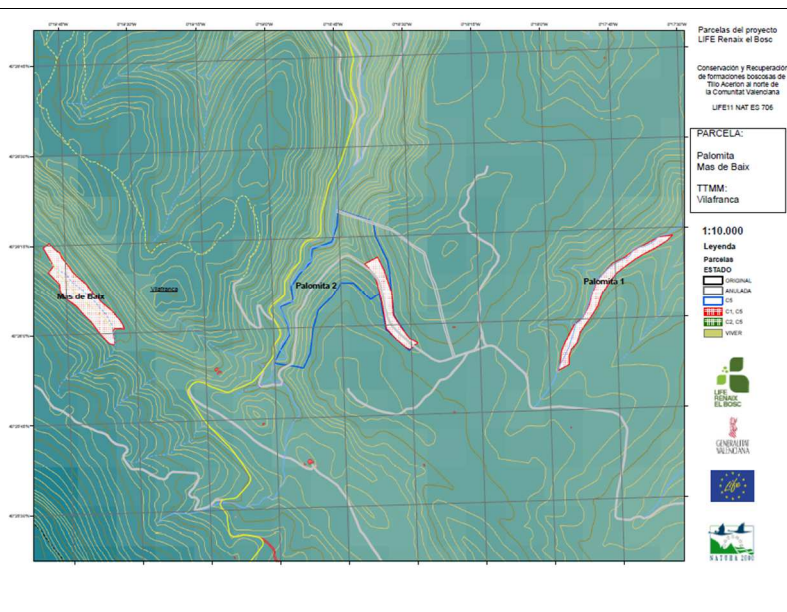 Parcelas del proyecto
LIFE Renaix el Bosc
Conservación y Recuperación
de formaciones boscosas de
Tilio Acerion al norte de
la Comunitat Valenciana
LIFE11 NAT ES 706
PARCELA:
Palomita
Mas de Baix
TTMM:
Vilafranca
1:10.000
Leyenda
Parcelas
ESTADO
ORIGINAL
ANULADA
C5
C1, C5
C2, C5
VIVER
Mas de Baix
Vilafranca
Palomita 2
Palomita 1
LIFE
RENAIX
EL BOSC
GENERALITAT
VALENCIANA
Life
NATURA 2000